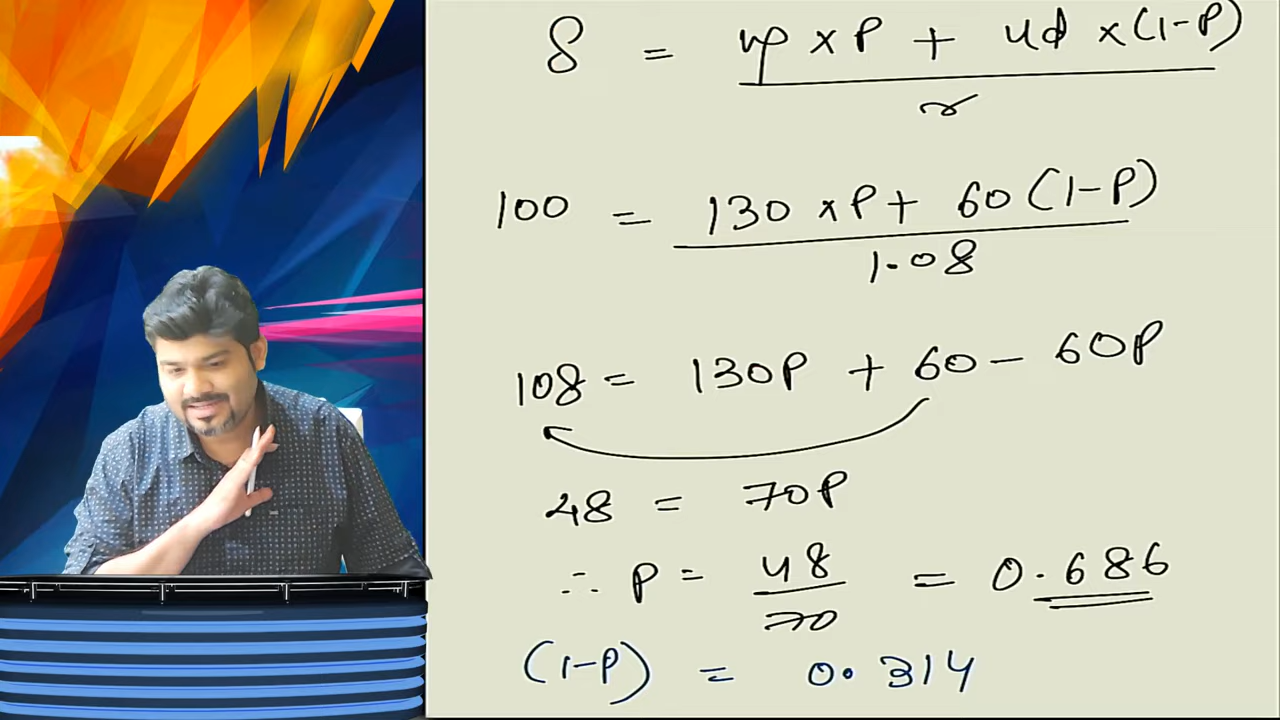 8 = up × P + ud × (1-P)
r
100 = 130 × P + 60 (1-P)
1.08
108 = 130P + 60 - 60P
48 = 70P
∴ P = 48 = 0.686
70
(1-P) = 0.314